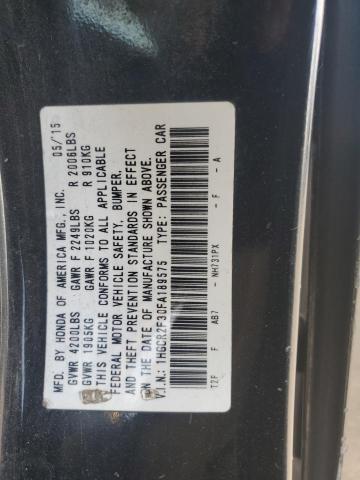 MFD. BY HONDA OF AMERICA MFG., INC. 05/'15
GVWR 4200LBS GAWR F 2249LBS R 2006LBS
GVWR 1905KG GAWR F 1020KG R 910KG
THIS VEHICLE CONFORMS TO ALL APPLICABLE
FEDERAL MOTOR VEHICLE SAFETY, BUMPER,
AND THEFT PREVENTION STANDARDS IN EFFECT
ON THE DATE OF MANUFACTURE SHOWN ABOVE.
V.I.N.: 1HGCR2F30FA189575 TYPE: PASSENGER CAR
T2F F AB7 - NH731PX - F - A